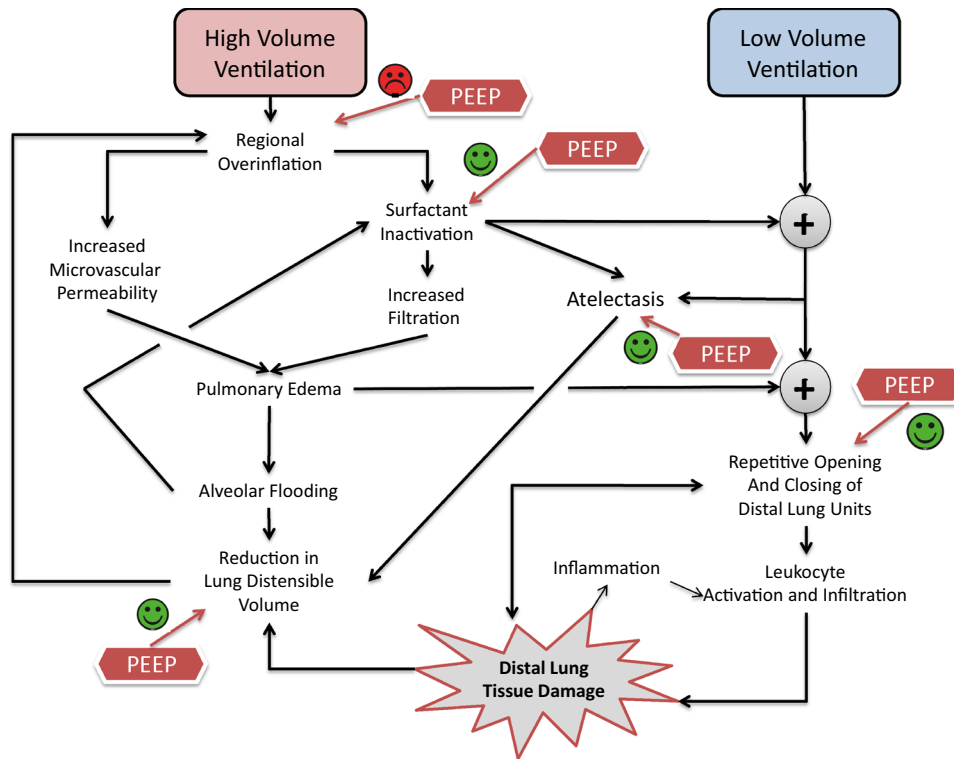 High Volume
Ventilation
Low Volume
Ventilation
PEEP
Regional
Overinflation
PEEP
Surfactant
Inactivation
+
Increased
Microvascular
Permeability
Increased
Filtration
Atelectasis
PEEP
Pulmonary Edema
+
PEEP
Repetitive Opening
And Closing of
Distal Lung Units
Alveolar Flooding
Reduction in
Lung Distensible
Volume
Inflammation
Leukocyte
Activation and Infiltration
PEEP
Distal Lung
Tissue Damage